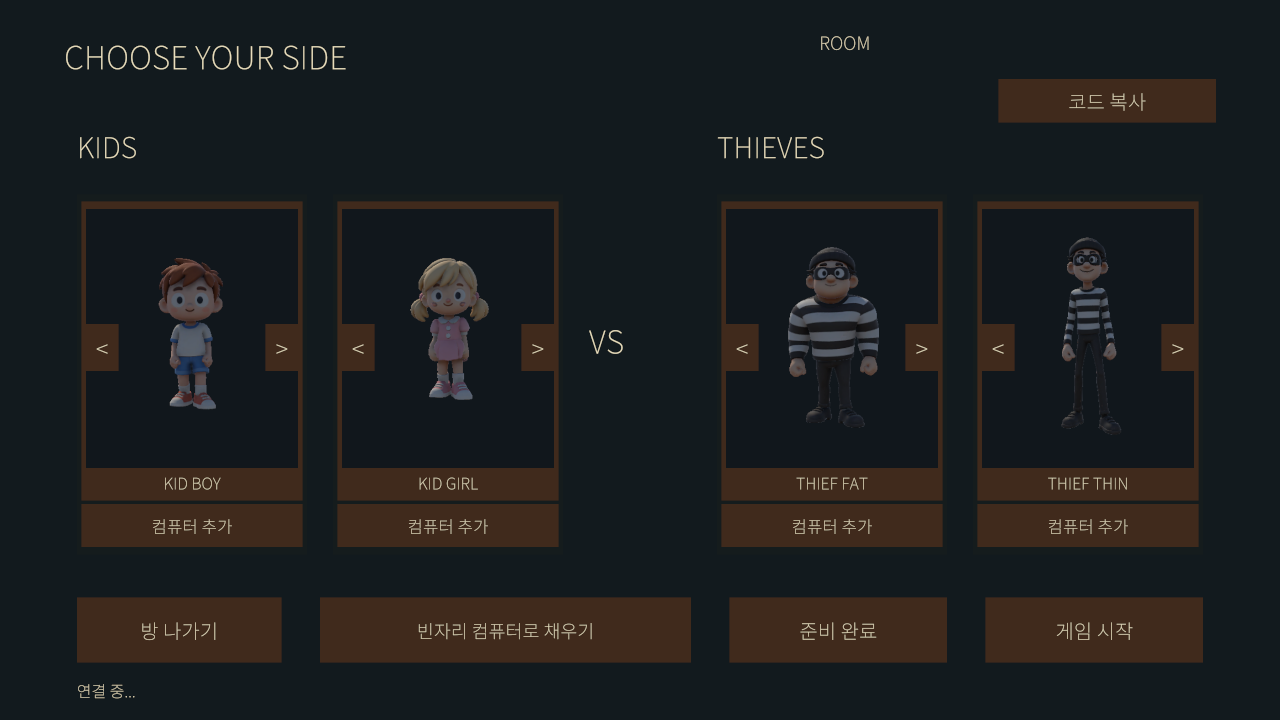 CHOOSE YOUR SIDE
ROOM
코드 복사
KIDS
THIEVES
< > < > VS < > < >
KID BOY
KID GIRL
THIEF FAT
THIEF THIN
컴퓨터 추가
컴퓨터 추가
컴퓨터 추가
컴퓨터 추가
방 나가기
빈자리 컴퓨터로 채우기
준비 완료
게임 시작
연결 중...